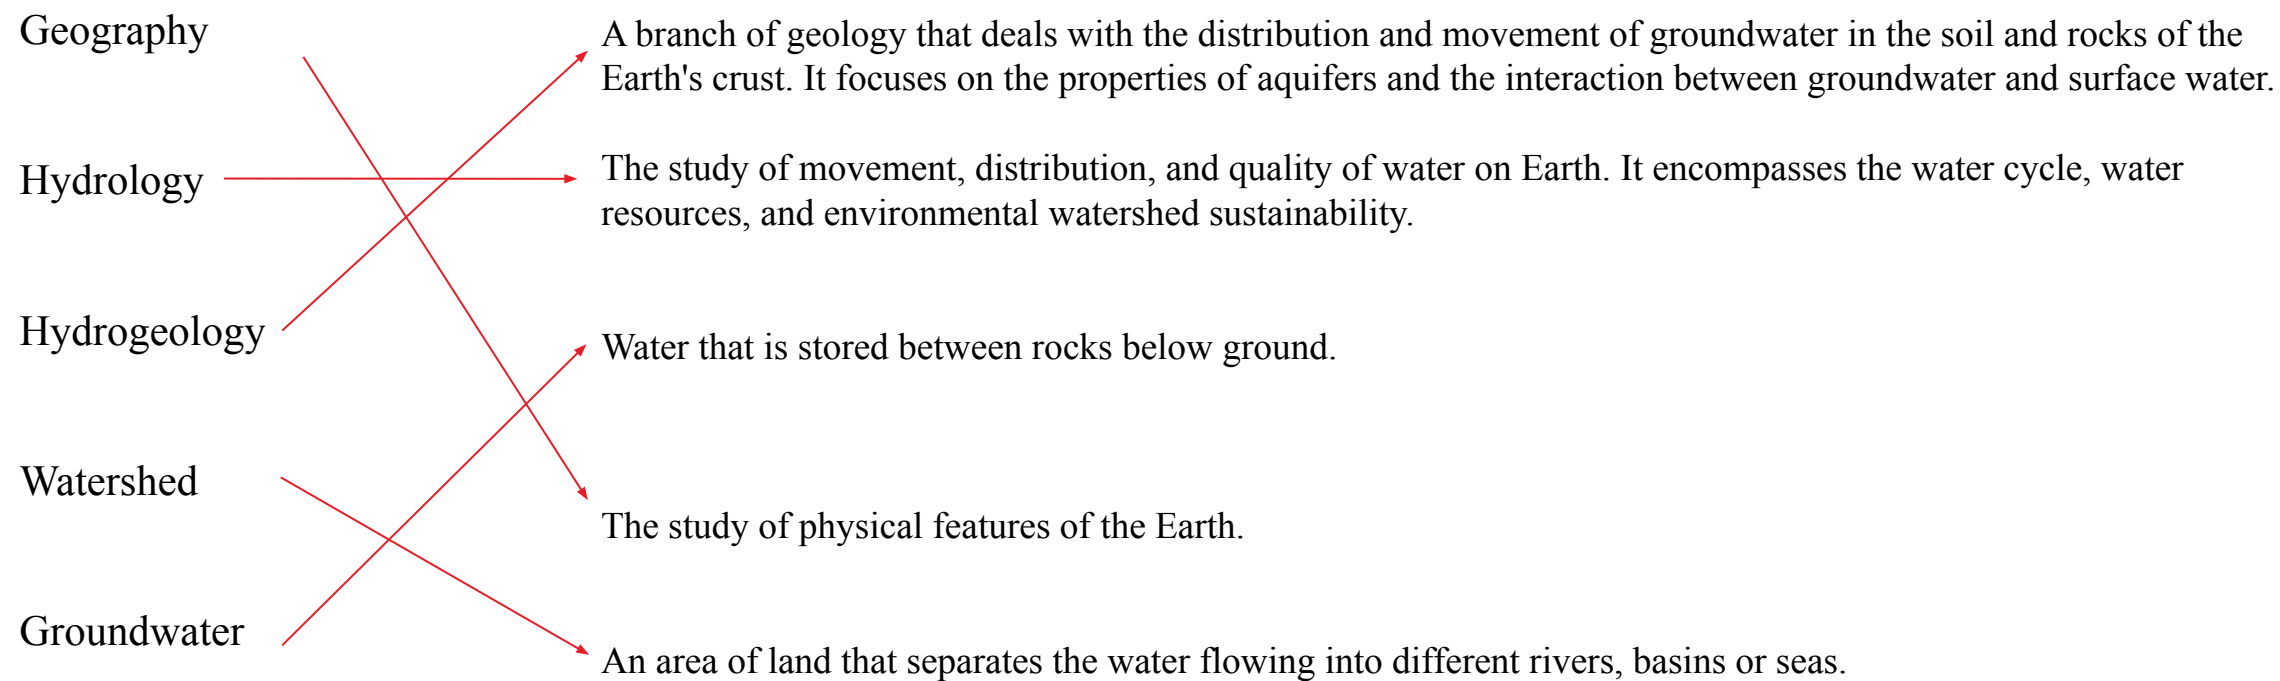 Geography
A branch of geology that deals with the distribution and movement of groundwater in the soil and rocks of the
Earth's crust. It focuses on the properties of aquifers and the interaction between groundwater and surface water.
Hydrology
The study of movement, distribution, and quality of water on Earth. It encompasses the water cycle, water
resources, and environmental watershed sustainability.
Hydrogeology
Water that is stored between rocks below ground.
Watershed
The study of physical features of the Earth.
Groundwater
An area of land that separates the water flowing into different rivers, basins or seas.